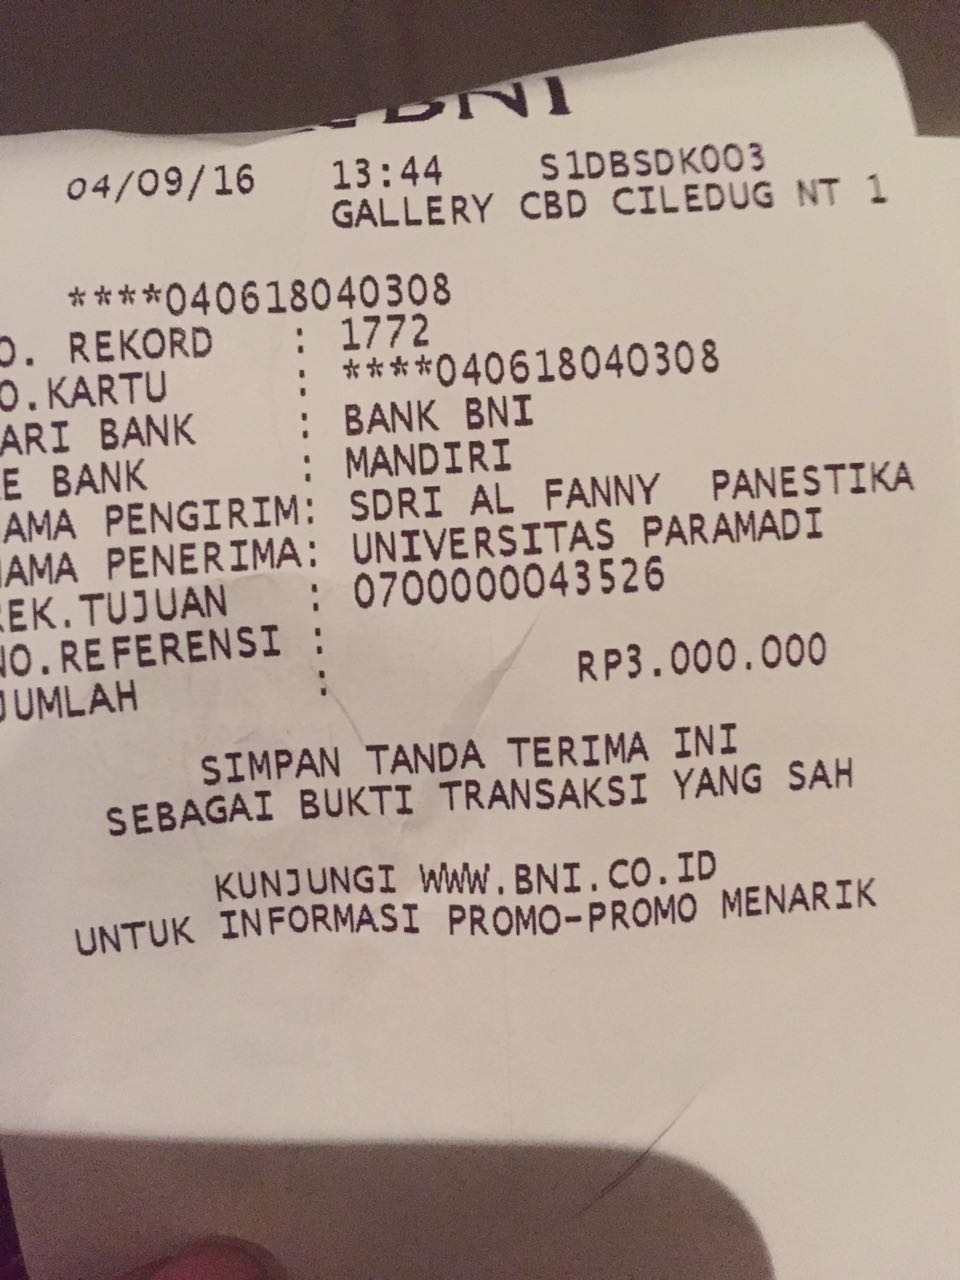 BNI
04/09/16 13:44 S1DBSDK003
GALLERY CBD CILEDUG NT 1
****040618040308
O. REKORD : 1772
O.KARTU : ****040618040308
ARI BANK : BANK BNI
E BANK : MANDIRI
AMA PENGIRIM: SDRI AL FANNY PANESTIKA
AMA PENERIMA: UNIVERSITAS PARAMADI
REK.TUJUAN : 0700000043526
NO.REFERENSI :
JUMLAH : RP3.000.000
SIMPAN TANDA TERIMA INI
SEBAGAI BUKTI TRANSAKSI YANG SAH
KUNJUNGI WWW.BNI.CO.ID
UNTUK INFORMASI PROMO-PROMO MENARIK